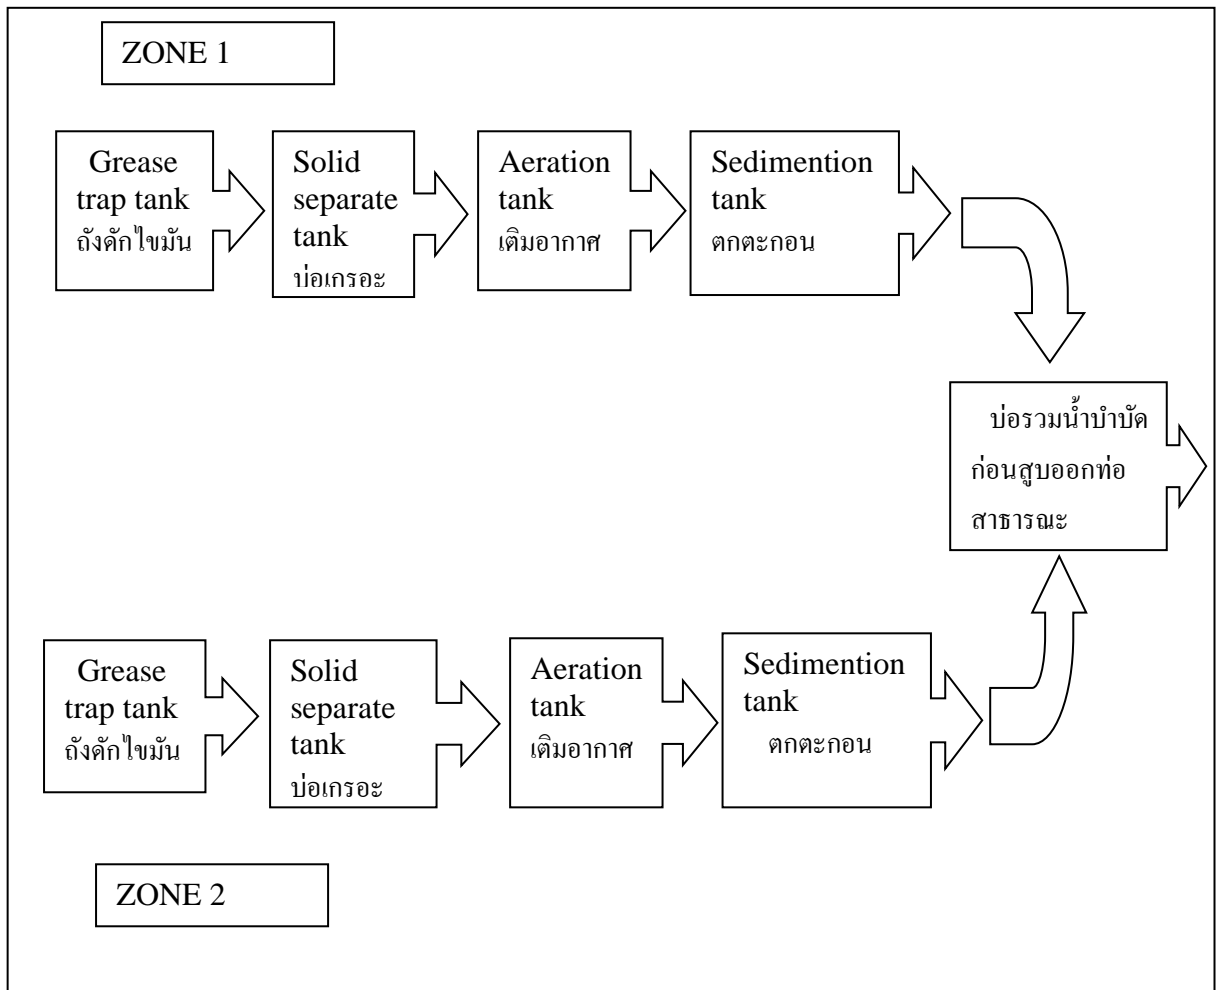 ZONE 1
Grease
trap tank
ถังดักไขมัน
Solid
separate
tank
บ่อเกรอะ
Aeration
tank
เติมอากาศ
Sedimention
tank
ตกตะกอน
บ่อรวมน้ำบำบัด
ก่อนสูบออกท่อ
สาธารณะ
Grease
trap tank
ถังดักไขมัน
Solid
separate
tank
บ่อเกรอะ
Aeration
tank
เติมอากาศ
Sedimention
tank
ตกตะกอน
ZONE 2